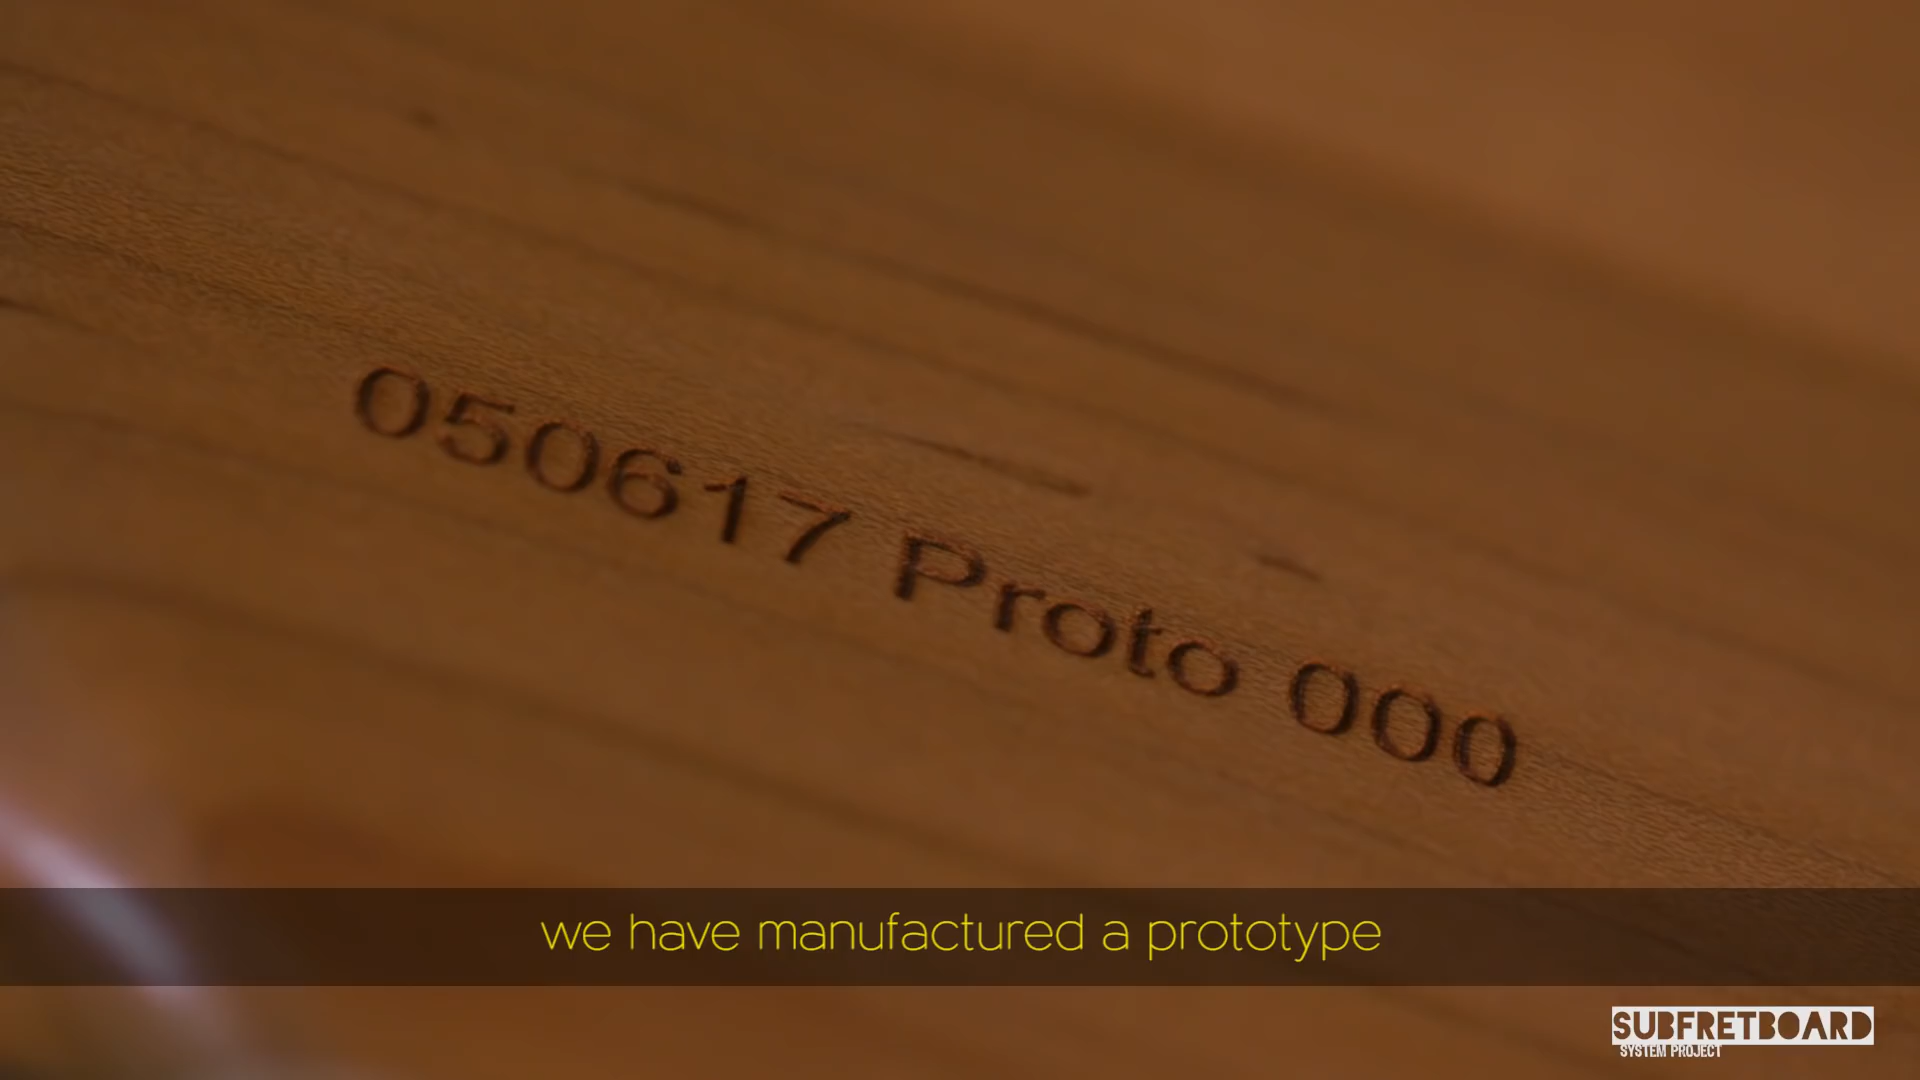 050617 Proto 000
we have manufactured a prototype
SUBFRETBOARD
SYSTEM PROJECT